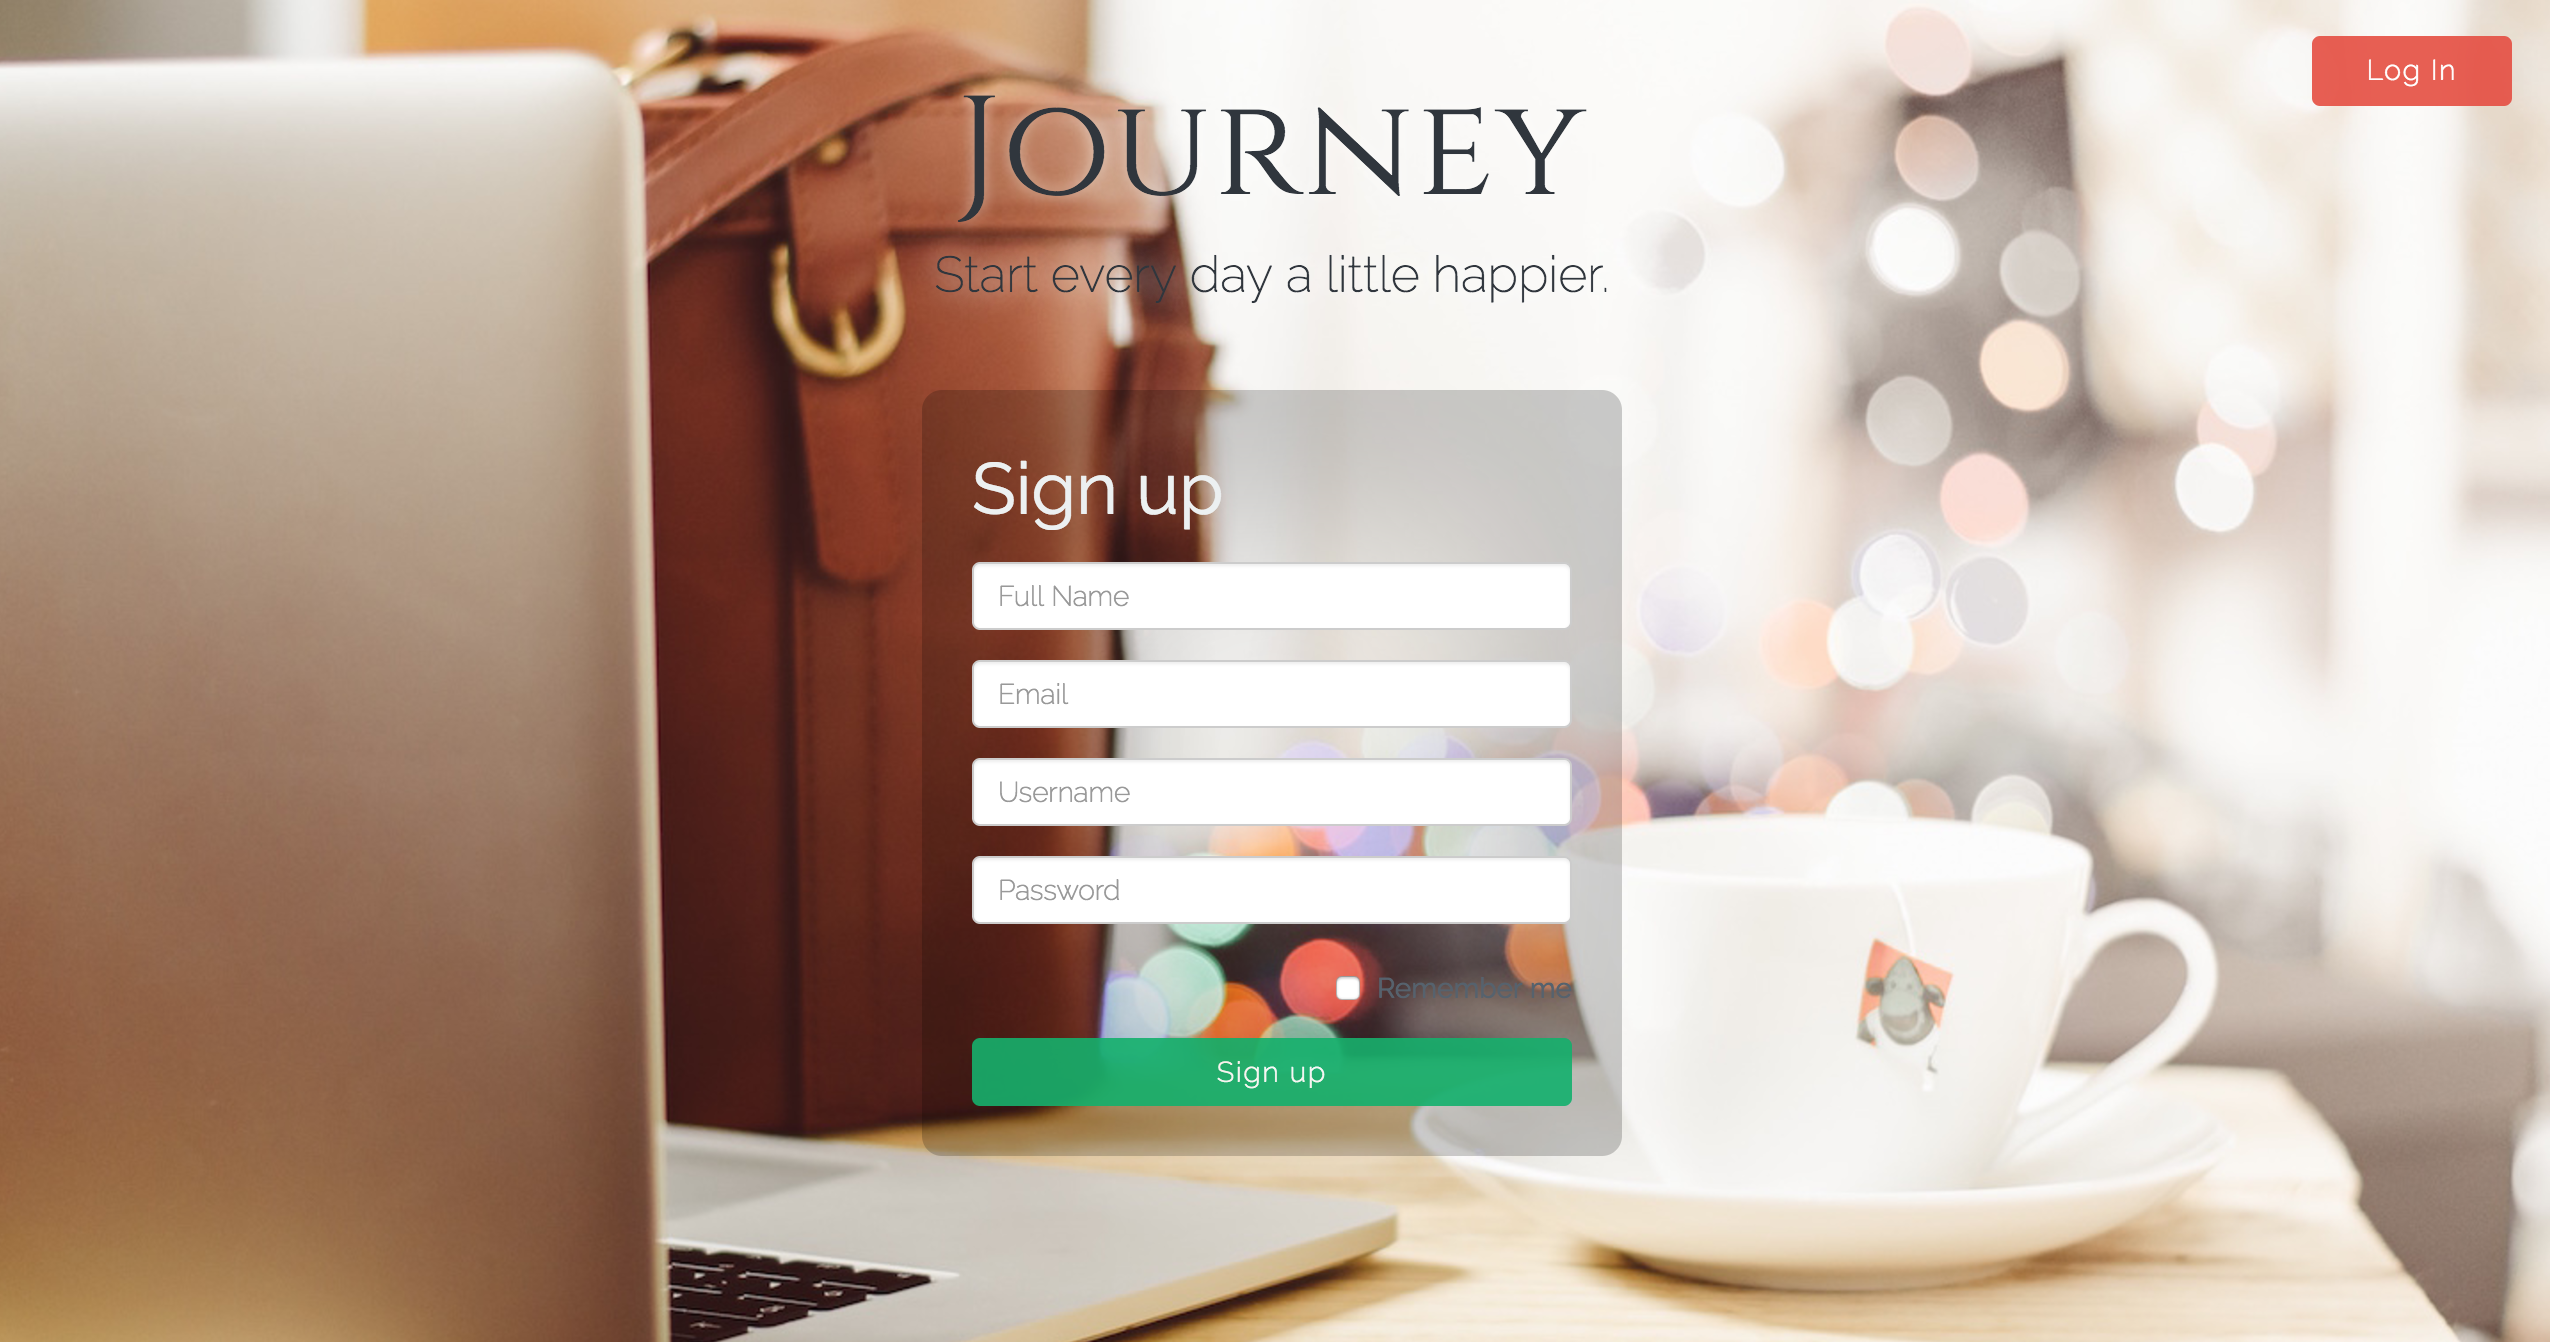 Log In
JOURNEY
Start every day a little happier.
Sign up
Full Name
Email
Username
Password
Remember me
Sign up